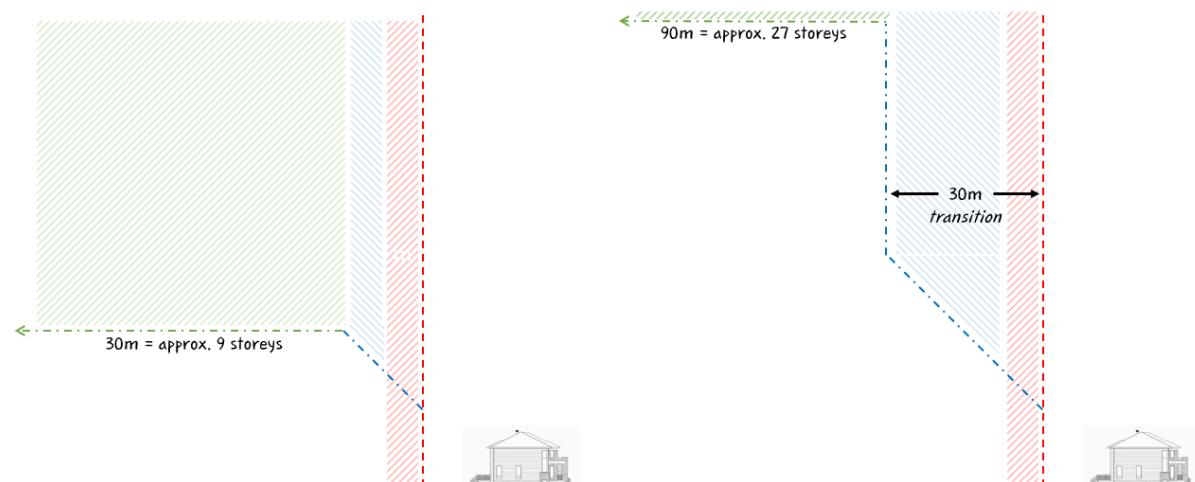 90m = approx. 27 storeys
30m
transition
30m = approx. 9 storeys